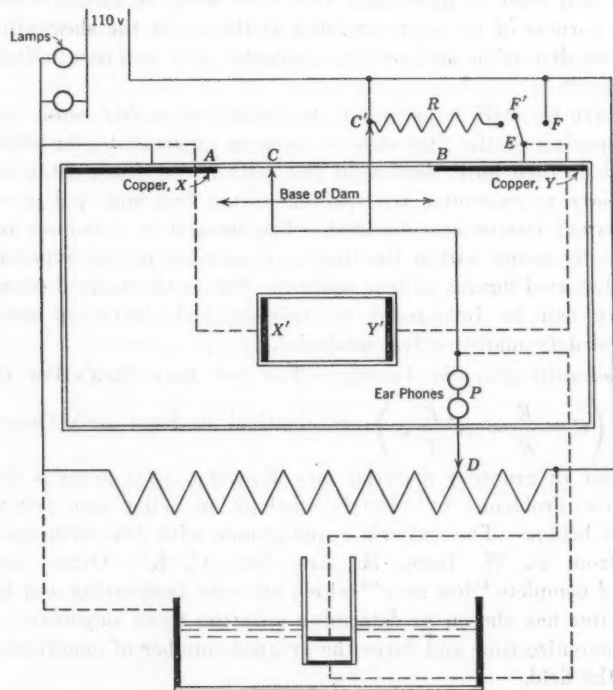 110 v
Lamps
R
F'
C'
F
E
A
C
B
Copper, X
Copper, Y
Base of Dam
X'
Y'
Ear Phones
P
D